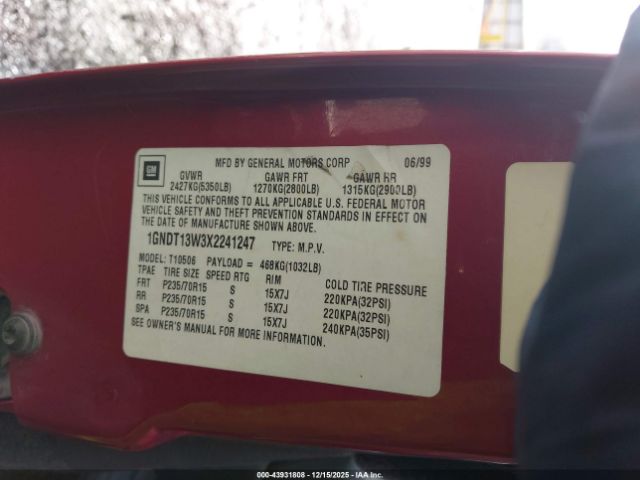 GM
MFD BY GENERAL MOTORS CORP 06/99
GVWR GAWR FRT GAWR RR
2427KG(5350LB) 1270KG(2800LB) 1315KG(2900LB)
THIS VEHICLE CONFORMS TO ALL APPLICABLE U.S. FEDERAL MOTOR
VEHICLE SAFETY AND THEFT PREVENTION STANDARDS IN EFFECT ON
THE DATE OF MANUFACTURE SHOWN ABOVE.
1GNDT13W3X2241247 TYPE: M.P.V.
MODEL: T10506 PAYLOAD = 468KG(1032LB)
TPAE TIRE SIZE SPEED RTG RIM COLD TIRE PRESSURE
FRT P235/70R15 S 15X7J 220KPA(32PSI)
RR P235/70R15 S 15X7J 220KPA(32PSI)
SPA P235/70R15 S 15X7J 240KPA(35PSI)
SEE OWNER'S MANUAL FOR MORE INFORMATION.
000-43931808 - 12/15/2025 - IAAI.com